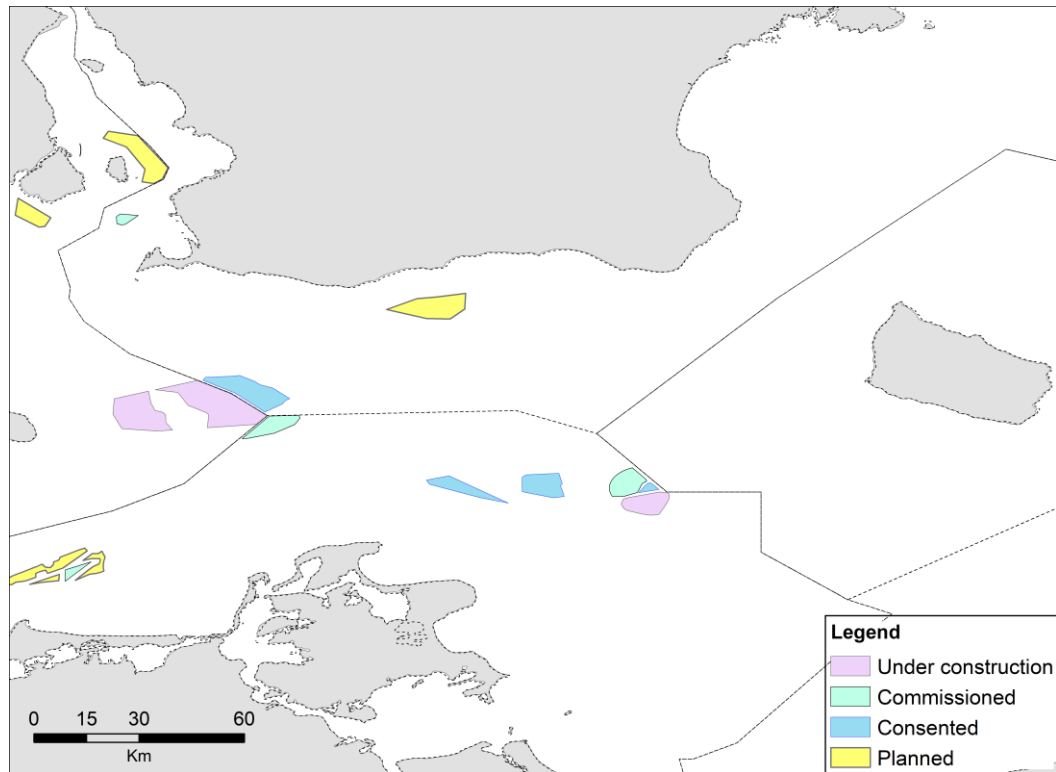 Legend
Under construction
Commissioned
Consented
Planned
0 15 30 60
Km